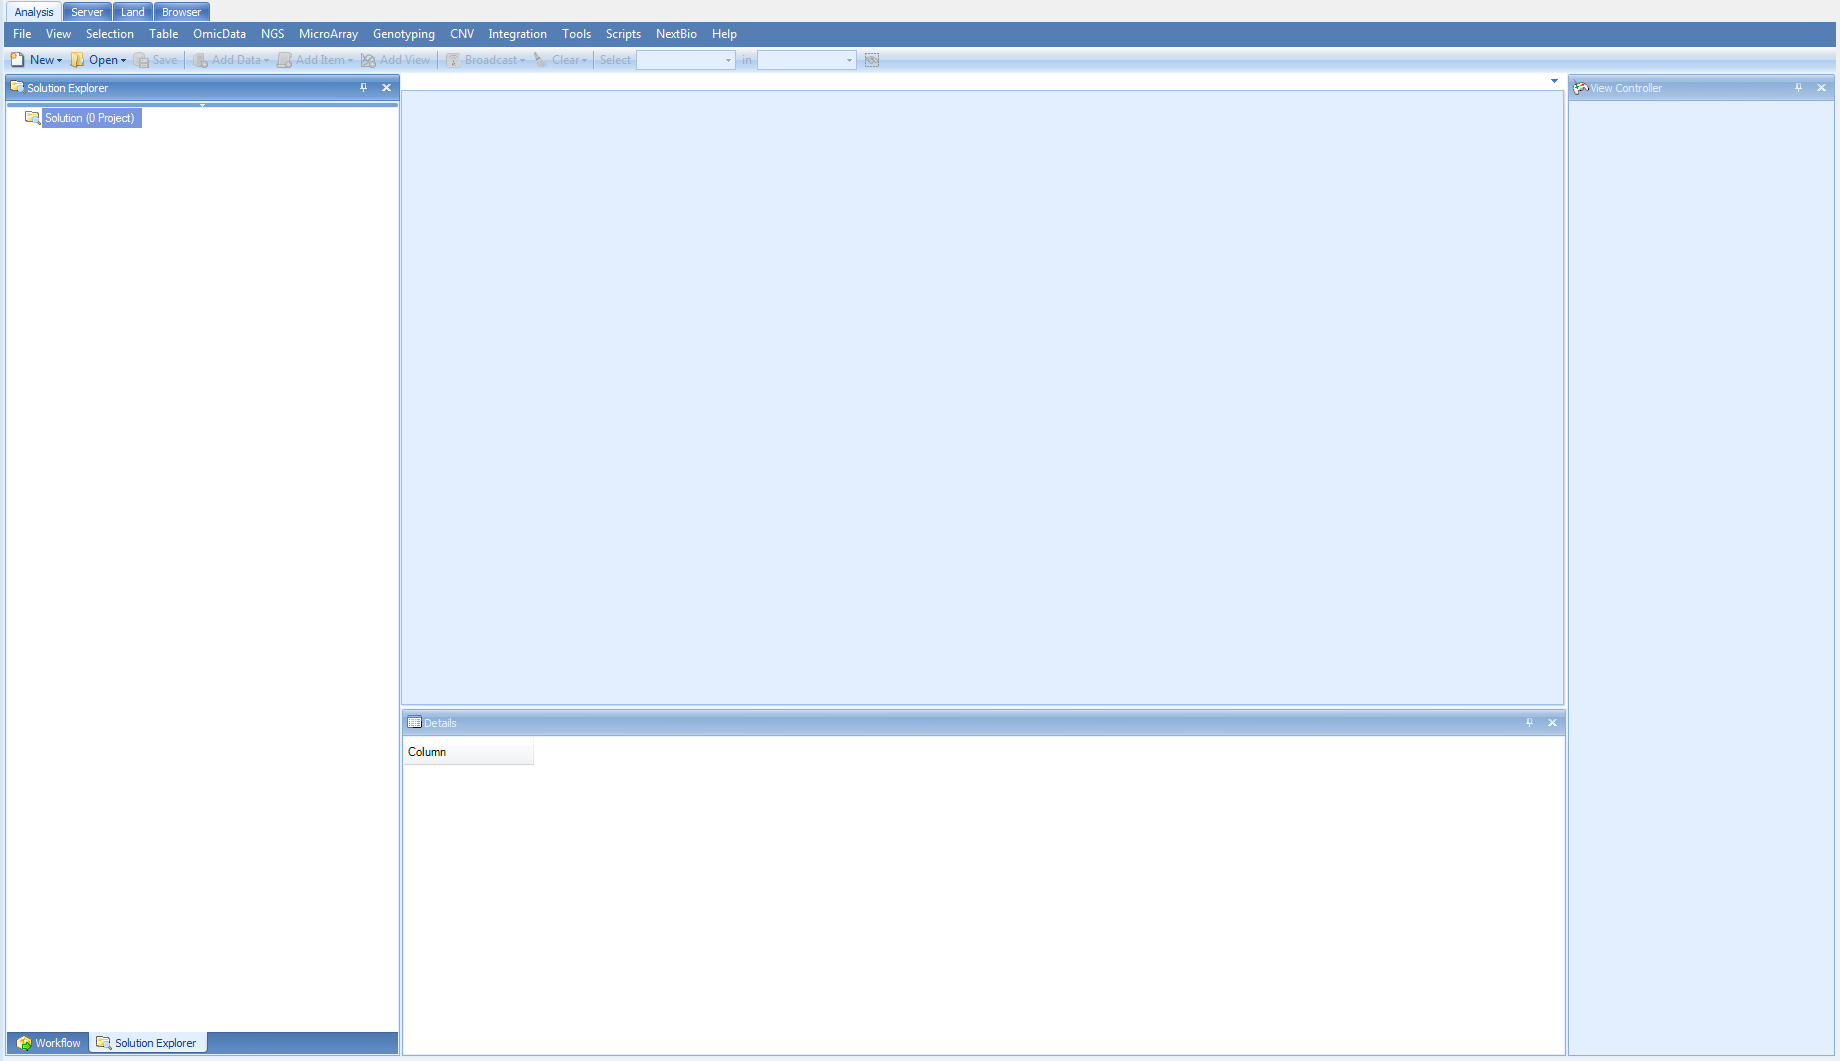 Analysis Server Land Browser
File View Selection Table OmicData NGS MicroArray Genotyping CNV Integration Tools Scripts NextBio Help
New Open Save Add Data Add Item Add View Broadcast Clear Select in
Solution Explorer
View Controller
Solution (0 Project)
Details
Column
Workflow Solution Explorer